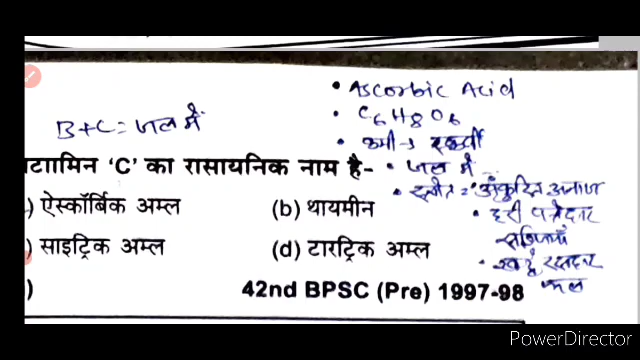 • Ascorbic Acid
B+C = जल में
• C6H8O6
• कमी → स्कर्वी
टाामिन ‘C’ का रासायनिक नाम है-
• जल में
• स्त्रोत = अंकुरित अनाज
) ऐस्कॉर्बिक अम्ल (b) थायमीन
• हरी पत्तेदार
सब्जियाँ
) साइट्रिक अम्ल (d) टारट्रिक अम्ल
• खट्टे रसदार
फल
) 42nd BPSC (Pre) 1997-98
PowerDirector